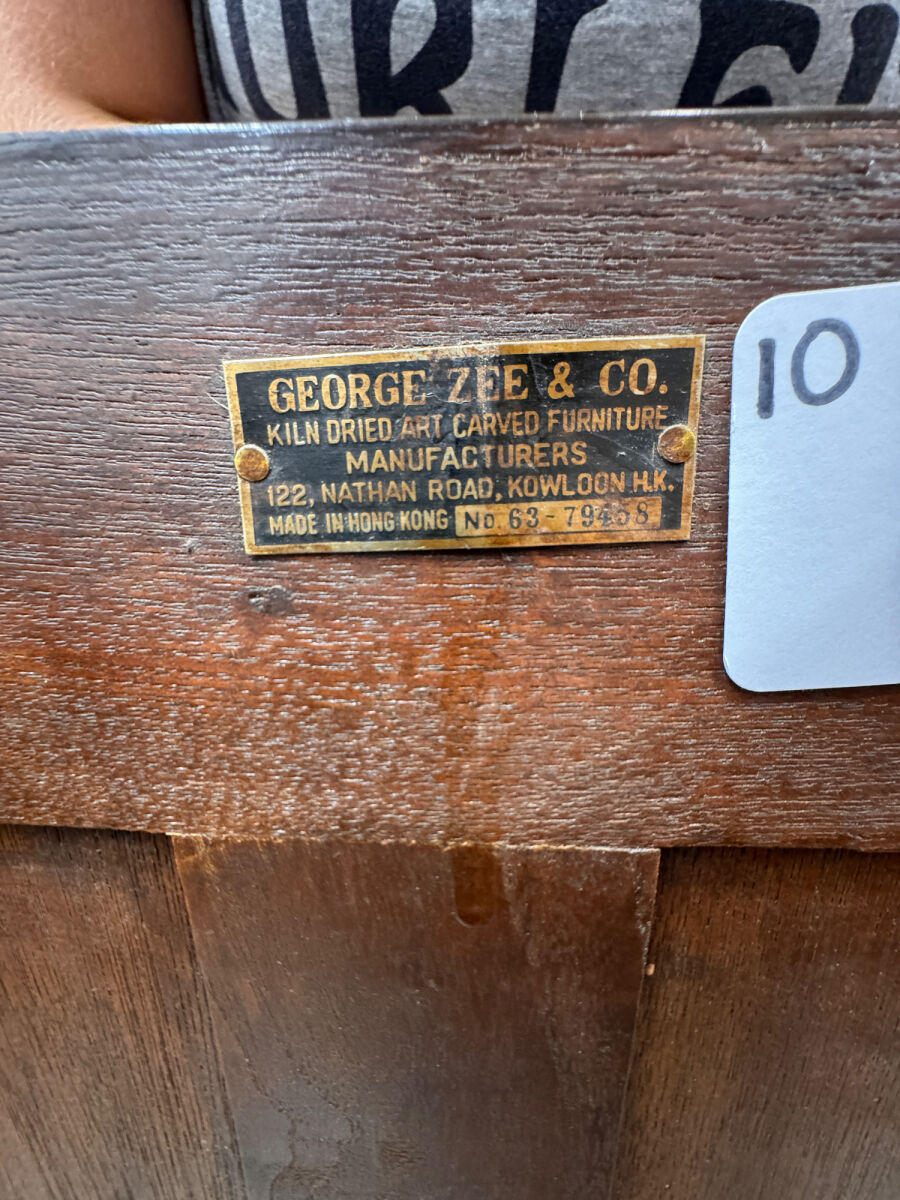 GEORGE ZEE & CO.
KILN DRIED ART CARVED FURNITURE
MANUFACTURERS
122, NATHAN ROAD, KOWLOON H.K.
MADE IN HONG KONG No. 63-79458
10